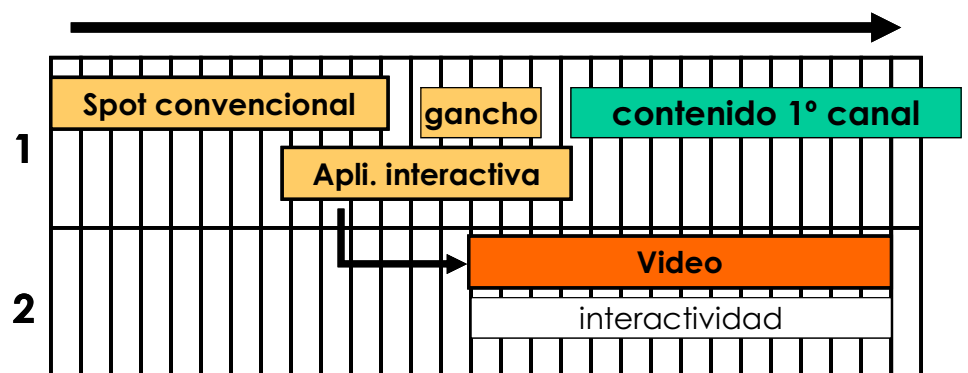 Spot convencional
gancho
contenido 1º canal
1
Apli. interactiva
Video
2
interactividad